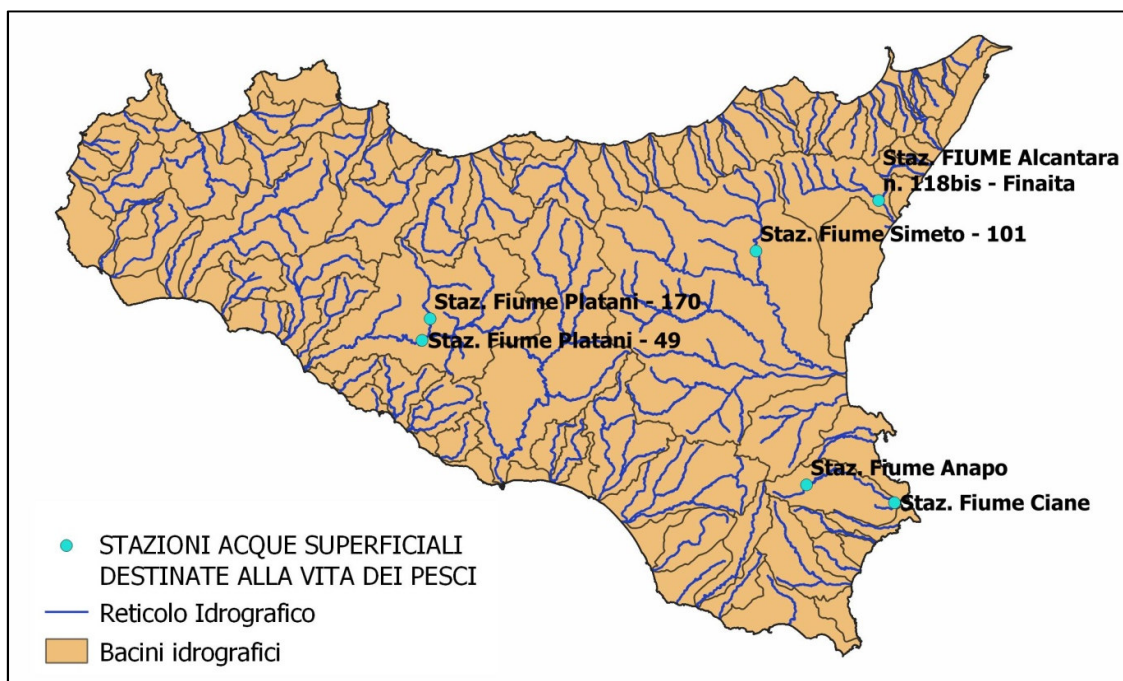 Staz. FIUME Alcantara
n. 118bis - Finaita
Staz. Fiume Simeto - 101
Staz. Fiume Platani - 170
Staz. Fiume Platani - 49
Staz. Fiume Anapo
Staz. Fiume Ciane
STAZIONI ACQUE SUPERFICIALI
DESTINATE ALLA VITA DEI PESCI
Reticolo Idrografico
Bacini idrografici